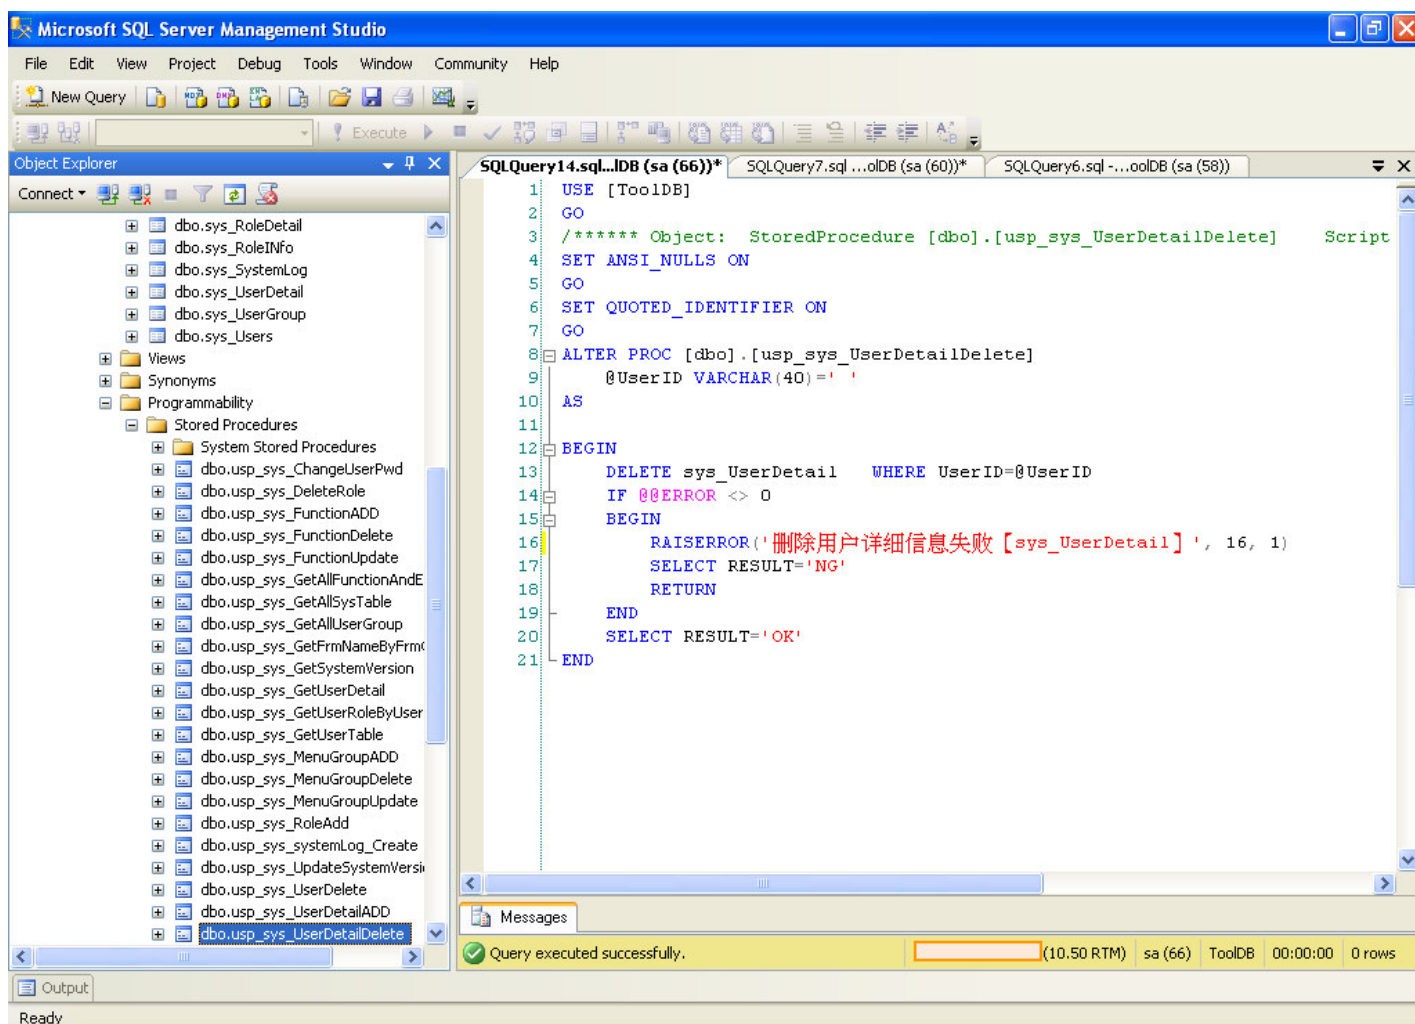 Microsoft SQL Server Management Studio
File Edit View Project Debug Tools Window Community Help
New Query
Execute
Object Explorer
Connect
dbo.sys_RoleDetail
dbo.sys_RoleINfo
dbo.sys_SystemLog
dbo.sys_UserDetail
dbo.sys_UserGroup
dbo.sys_Users
Views
Synonyms
Programmability
Stored Procedures
System Stored Procedures
dbo.usp_sys_ChangeUserPwd
dbo.usp_sys_DeleteRole
dbo.usp_sys_FunctionADD
dbo.usp_sys_FunctionDelete
dbo.usp_sys_FunctionUpdate
dbo.usp_sys_GetAllFunctionAndE
dbo.usp_sys_GetAllSysTable
dbo.usp_sys_GetAllUserGroup
dbo.usp_sys_GetFrmNameByFrm
dbo.usp_sys_GetSystemVersion
dbo.usp_sys_GetUserDetail
dbo.usp_sys_GetUserRoleByUser
dbo.usp_sys_GetUserTable
dbo.usp_sys_MenuGroupADD
dbo.usp_sys_MenuGroupDelete
dbo.usp_sys_MenuGroupUpdate
dbo.usp_sys_RoleAdd
dbo.usp_sys_systemLog_Create
dbo.usp_sys_UpdateSystemVersi
dbo.usp_sys_UserDelete
dbo.usp_sys_UserDetailADD
dbo.usp_sys_UserDetailDelete
SQLQuery14.sql...lDB (sa (66))* SQLQuery7.sql ...olDB (sa (60))* SQLQuery6.sql -...oolDB (sa (58))
1 USE [ToolDB]
2 GO
3 /****** Object:  StoredProcedure [dbo].[usp_sys_UserDetailDelete]    Script
4 SET ANSI_NULLS ON
5 GO
6 SET QUOTED_IDENTIFIER ON
7 GO
8 ALTER PROC [dbo].[usp_sys_UserDetailDelete]
9     @UserID VARCHAR(40)=' '
10 AS
11
12 BEGIN
13     DELETE sys_UserDetail   WHERE UserID=@UserID
14     IF @@ERROR <> 0
15     BEGIN
16         RAISERROR('删除用户详细信息失败【sys_UserDetail】', 16, 1)
17         SELECT RESULT='NG'
18         RETURN
19     END
20     SELECT RESULT='OK'
21 END
Messages
Query executed successfully. (10.50 RTM) sa (66) ToolDB 00:00:00 0 rows
Output
Ready